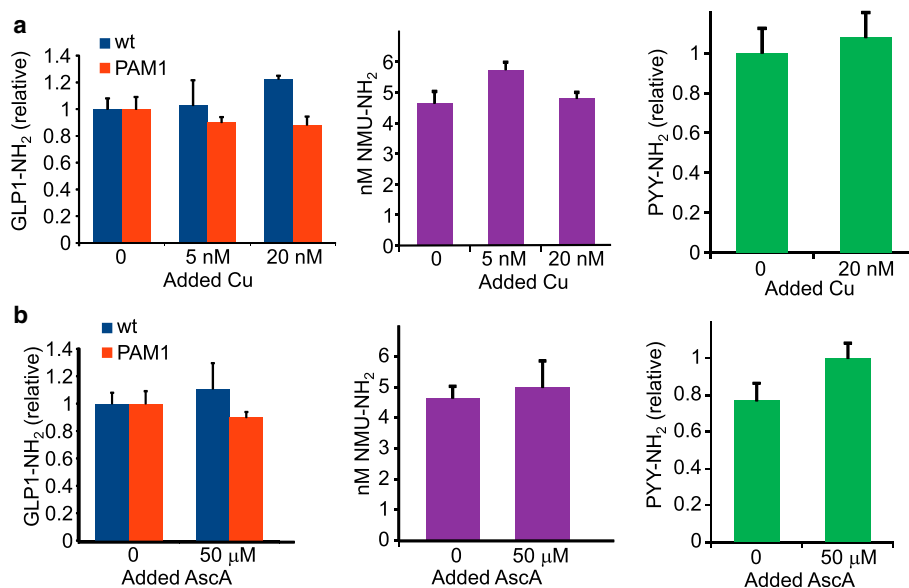 a
wt
PAM1
GLP1-NH2 (relative)
1.4
1.2
1
0.8
0.6
0.4
0.2
0
0
5 nM
20 nM
Added Cu
nM NMU-NH2
6
5
4
3
2
1
0
0
5 nM
20 nM
PYY-NH2 (relative)
1
0.8
0.6
0.4
0.2
0
0
20 nM
Added Cu
b
wt
PAM1
GLP1-NH2 (relative)
1.4
1.2
1
0.8
0.6
0.4
0.2
0
0
50 μM
Added AscA
nM NMU-NH2
7
6
5
4
3
2
1
0
0
50 μM
Added AscA
PYY-NH2 (relative)
1
0.8
0.6
0.4
0.2
0
0
50 μM
Added AscA